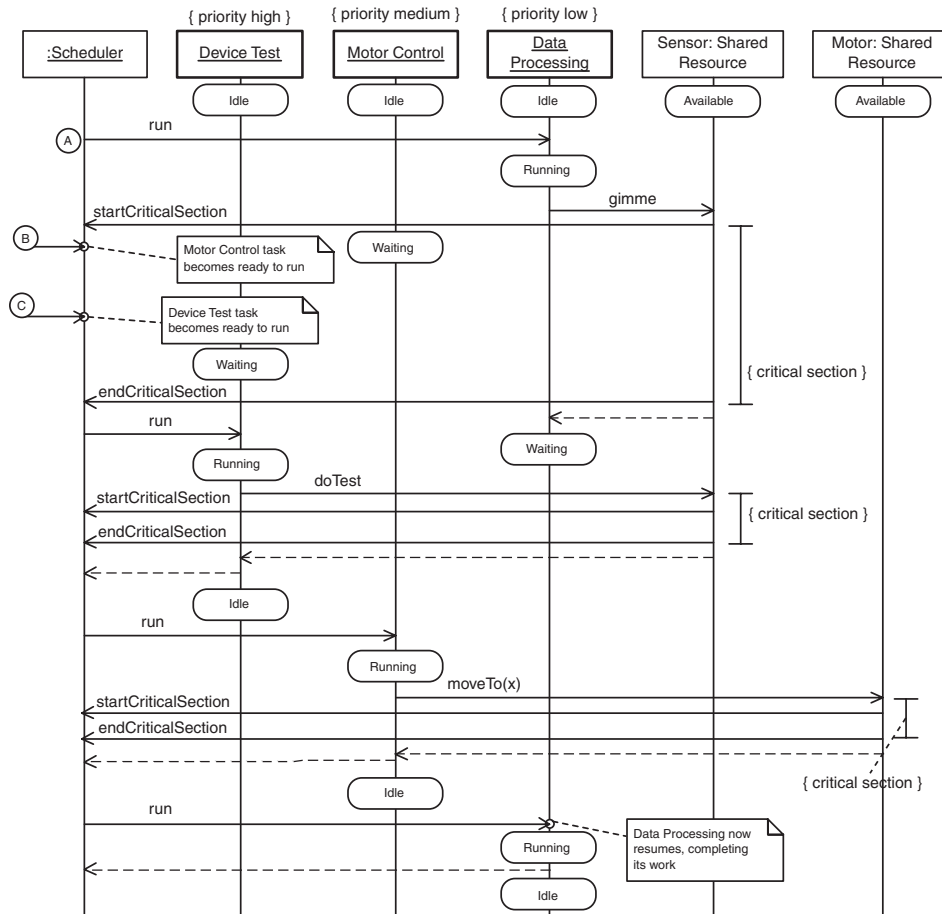 { priority high }
{ priority medium }
{ priority low }
:Scheduler
Device Test
Motor Control
Data
Processing
Sensor: Shared
Resource
Motor: Shared
Resource
Idle
Idle
Idle
Available
Available
A
run
Running
gimme
startCriticalSection
B
Motor Control task
becomes ready to run
Waiting
C
Device Test task
becomes ready to run
Waiting
{ critical section }
endCriticalSection
run
Waiting
Running
doTest
startCriticalSection
{ critical section }
endCriticalSection
Idle
run
Running
moveTo(x)
startCriticalSection
endCriticalSection
{ critical section }
Idle
run
Data Processing now
resumes, completing
its work
Running
Idle